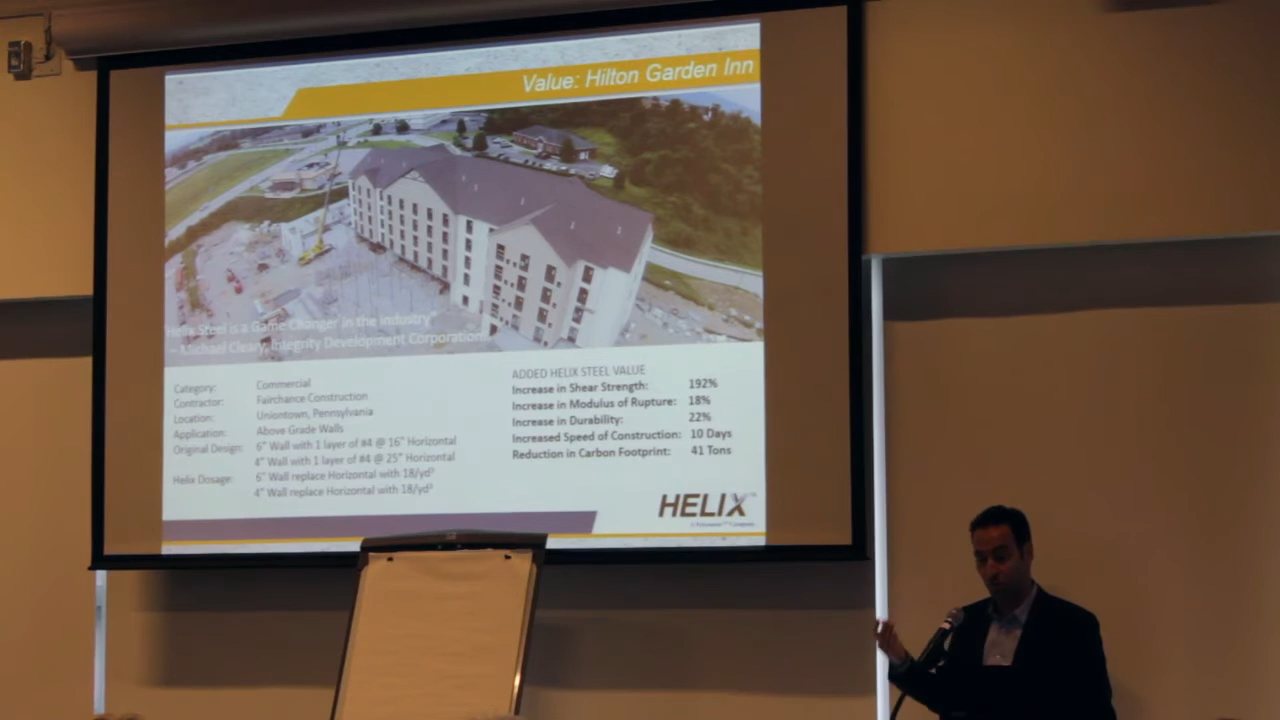 Value: Hilton Garden Inn
Helix Steel is a Game Changer in the industry"
– Michael Cleary, Integrity Development Corporation
Category: Commercial
Contractor: Fairchance Construction
Location: Uniontown, Pennsylvania
Application: Above Grade Walls
Original Design: 6" Wall with 1 layer of #4 @ 16" Horizontal
4" Wall with 1 layer of #4 @ 25" Horizontal
Helix Dosage: 6" Wall replace Horizontal with 18/yd³
4" Wall replace Horizontal with 18/yd³
ADDED HELIX STEEL VALUE
Increase in Shear Strength: 192%
Increase in Modulus of Rupture: 18%
Increase in Durability: 22%
Increased Speed of Construction: 10 Days
Reduction in Carbon Footprint: 41 Tons
HELIX™